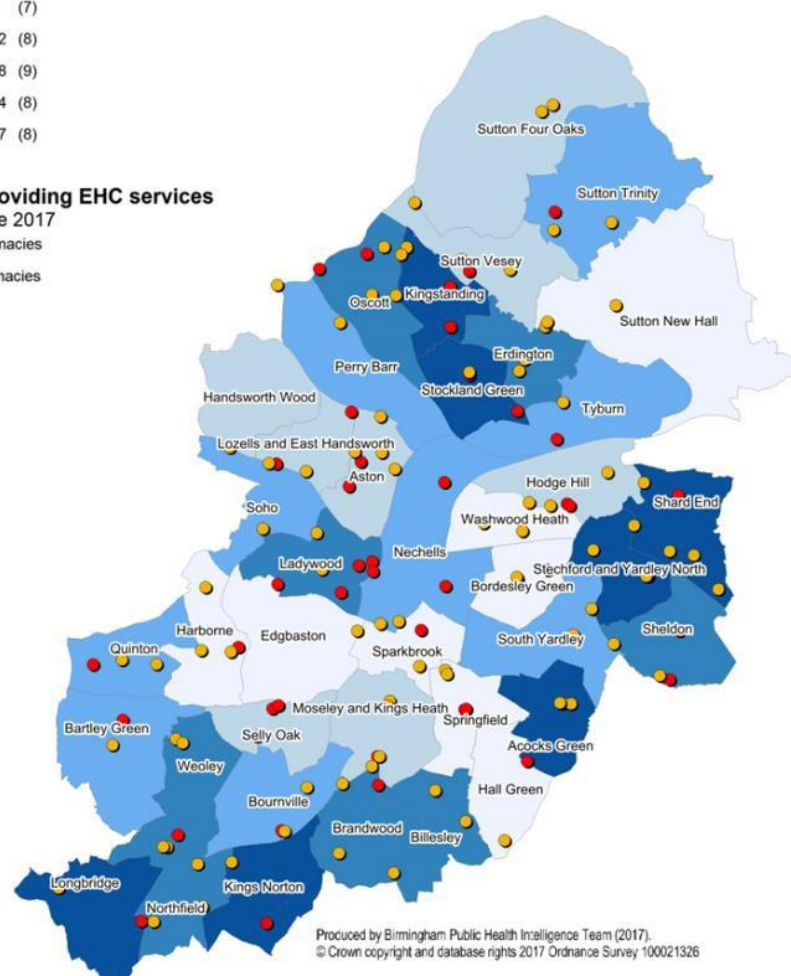 (7)
2 (8)
8 (9)
4 (8)
7 (8)
oviding EHC services
e 2017
macies
macies
Sutton Four Oaks
Sutton Trinity
Sutton Vesey
Kingstanding
Oscott
Sutton New Hall
Erdington
Perry Barr
Stockland Green
Handsworth Wood
Tyburn
Lozells and East Handsworth
Aston
Hodge Hill
Shard End
Soho
Washwood Heath
Nechells
Ladywood
Stechford and Yardley North
Bordesley Green
Harborne
Edgbaston
South Yardley
Sheldon
Quinton
Sparkbrook
Moseley and Kings Heath
Springfield
Bartley Green
Selly Oak
Acocks Green
Weoley
Hall Green
Bournville
Brandwood
Billesley
Longbridge
Kings Norton
Northfield
Produced by Birmingham Public Health Intelligence Team (2017).
© Crown copyright and database rights 2017 Ordnance Survey 100021326